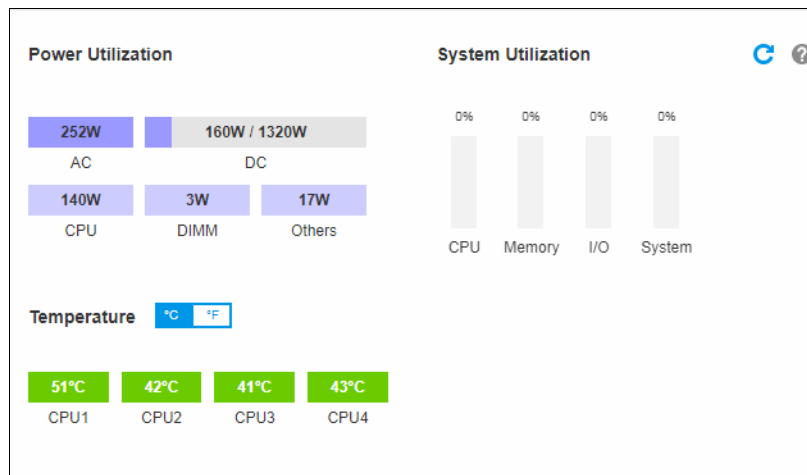 Power Utilization
252W 160W / 1320W
AC DC
140W 3W 17W
CPU DIMM Others
System Utilization
?
0% 0% 0% 0%
CPU Memory I/O System
Temperature °C °F
51°C 42°C 41°C 43°C
CPU1 CPU2 CPU3 CPU4